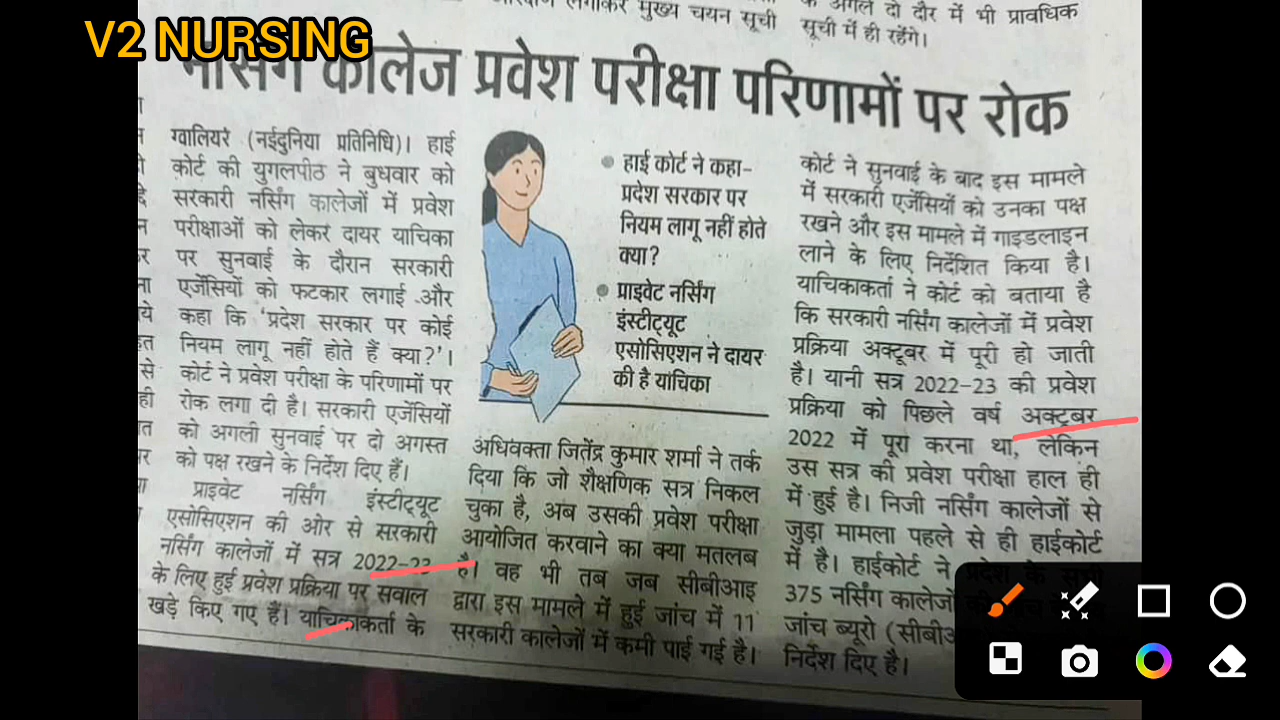 V2 NURSING
मुख्य चयन सूची
के अगले दो दौर में भी प्रावधिक
सूची में ही रहेंगे।
नर्सिंग कालेज प्रवेश परीक्षा परिणामों पर रोक
ग्वालियर (नईदुनिया प्रतिनिधि)। हाई
कोर्ट की युगलपीठ ने बुधवार को
सरकारी नर्सिंग कालेजों में प्रवेश
परीक्षाओं को लेकर दायर याचिका
पर सुनवाई के दौरान सरकारी
एजेंसियों को फटकार लगाई और
कहा कि 'प्रदेश सरकार पर कोई
नियम लागू नहीं होते हैं क्या?'।
कोर्ट ने प्रवेश परीक्षा के परिणामों पर
रोक लगा दी है। सरकारी एजेंसियों
को अगली सुनवाई पर दो अगस्त
को पक्ष रखने के निर्देश दिए हैं।
प्राइवेट नर्सिंग इंस्टीट्यूट
एसोसिएशन की ओर से सरकारी
नर्सिंग कालेजों में सत्र 2022-23
के लिए हुई प्रवेश प्रक्रिया पर सवाल
खड़े किए गए हैं। याचिकाकर्ता के
हाई कोर्ट ने कहा-
प्रदेश सरकार पर
नियम लागू नहीं होते
क्या?
प्राइवेट नर्सिंग
इंस्टीट्यूट
एसोसिएशन ने दायर
की है याचिका
अधिवक्ता जितेंद्र कुमार शर्मा ने तर्क
दिया कि जो शैक्षणिक सत्र निकल
चुका है, अब उसकी प्रवेश परीक्षा
आयोजित करवाने का क्या मतलब
है। वह भी तब जब सीबीआइ
द्वारा इस मामले में हुई जांच में 11
सरकारी कालेजों में कमी पाई गई है।
कोर्ट ने सुनवाई के बाद इस मामले
में सरकारी एजेंसियों को उनका पक्ष
रखने और इस मामले में गाइडलाइन
लाने के लिए निर्देशित किया है।
याचिकाकर्ता ने कोर्ट को बताया है
कि सरकारी नर्सिंग कालेजों में प्रवेश
प्रक्रिया अक्टूबर में पूरी हो जाती
है। यानी सत्र 2022-23 की प्रवेश
प्रक्रिया को पिछले वर्ष अक्टूबर
2022 में पूरा करना था, लेकिन
उस सत्र की प्रवेश परीक्षा हाल ही
में हुई है। निजी नर्सिंग कालेजों से
जुड़ा मामला पहले से ही हाईकोर्ट
में है। हाईकोर्ट ने प्रदेश के सभी
375 नर्सिंग कालेजों
जांच ब्यूरो (सीबीआ
निर्देश दिए है।